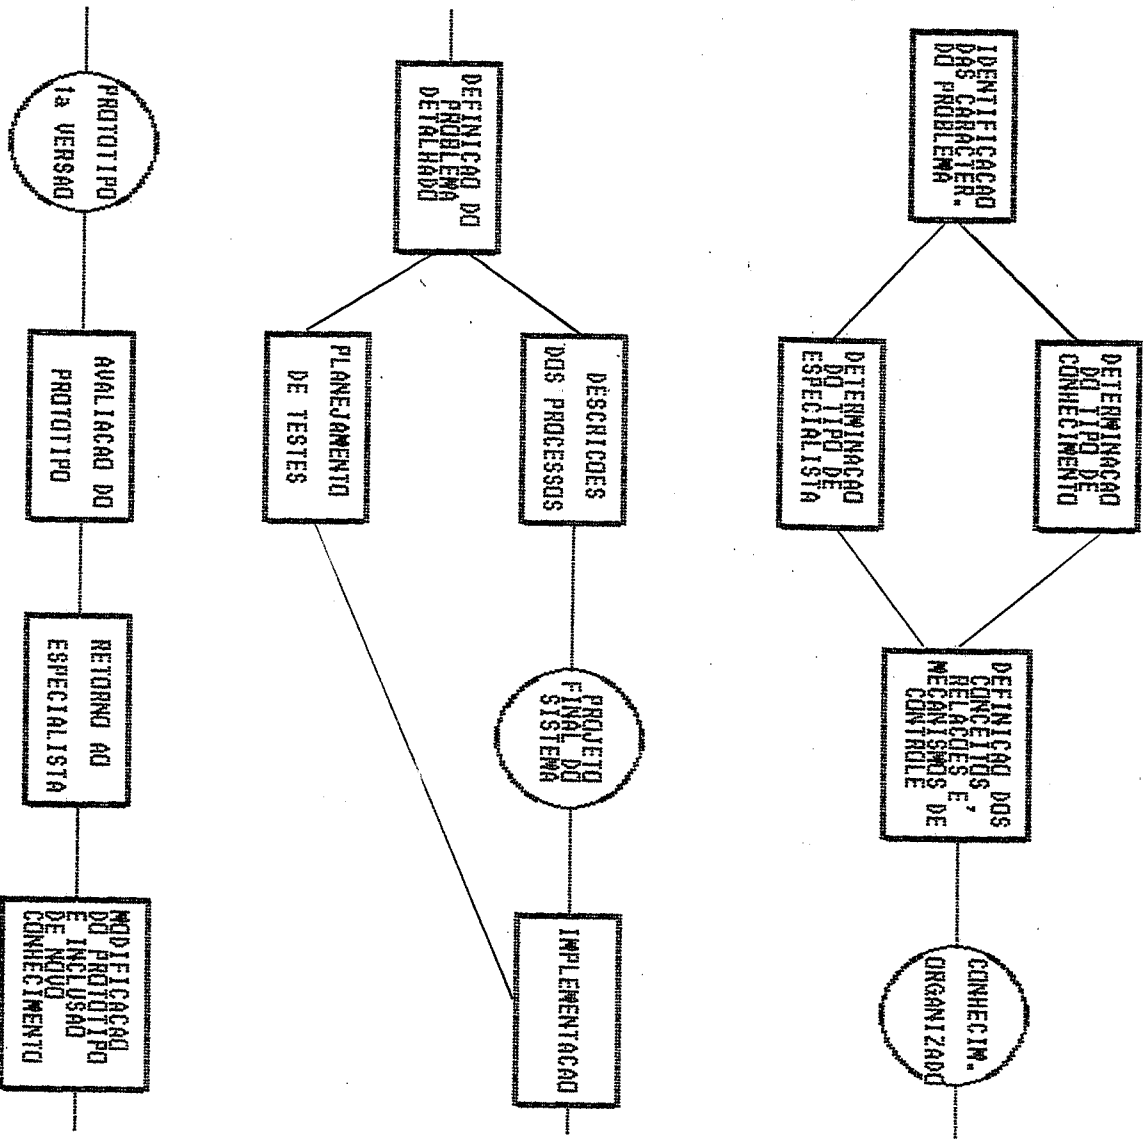 IDENTIFICACAO
DAS CARACTER.
DO PROBLEMA
DETERMINACAO
DO TIPO DE
CONHECIMENTO
DETERMINACAO
DO TIPO DE
ESPECIALISTA
DEFINICAO DOS
CONCEITOS ,
RELACOES E
MECANISMOS DE
CONTROLE
CONHECIM.
ORGANIZADO
DEFINICAO DO
PROBLEMA
DETALHADO
DESCRICOES
DOS PROCESSOS
PLANEJAMENTO
DE TESTES
PROJETO
FINAL DO
SISTEMA
IMPLEMENTACAO
PROTOTIPO
1a VERSAO
AVALIACAO DO
PROTOTIPO
RETORNO AO
ESPECIALISTA
MODIFICACAO
DO PROTOTIPO
E INCLUSAO
DE NOVO
CONHECIMENTO